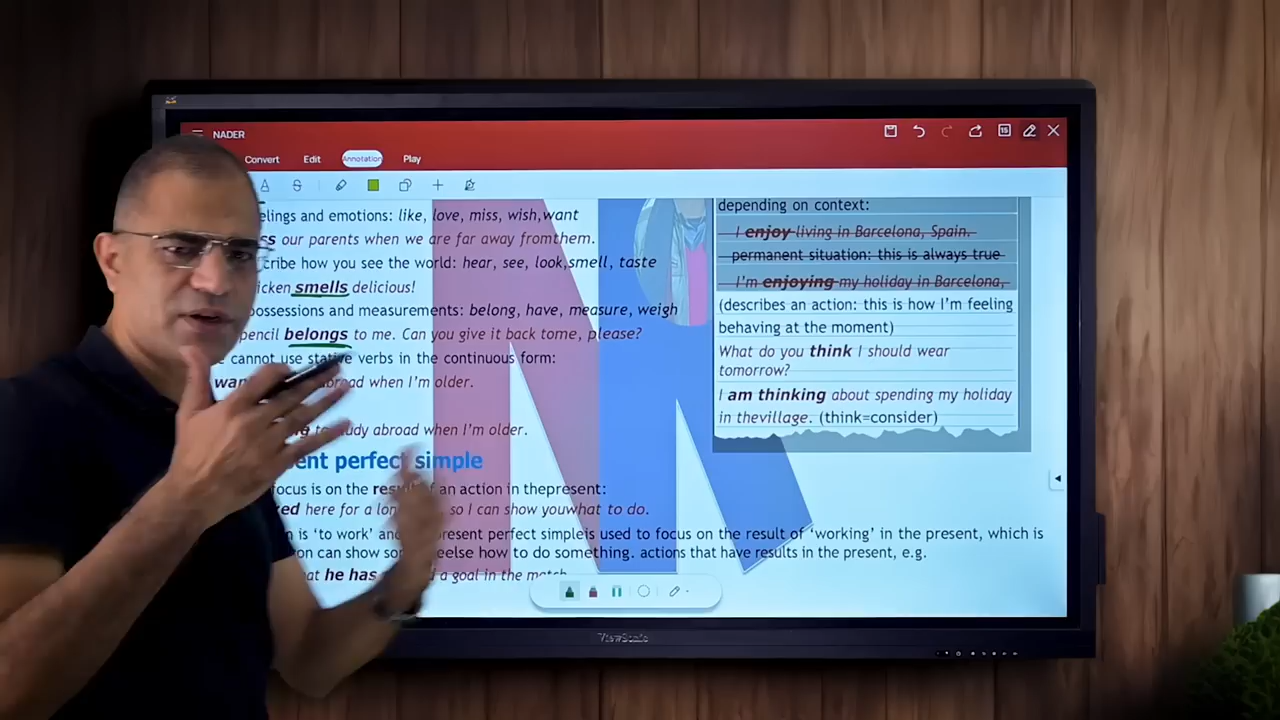 NADER
Convert Edit Annotation Play
elings and emotions: like, love, miss, wish,want
ss our parents when we are far away fromthem.
cribe how you see the world: hear, see, look,smell, taste
icken smells delicious!
possessions and measurements: belong, have, measure, weigh
pencil belongs to me. Can you give it back tome, please?
cannot use stative verbs in the continuous form:
abroad when I'm older.
to study abroad when I'm older.
ent perfect simple
focus is on the result of an action in thepresent:
ked here for a so I can show youwhat to do.
n is 'to work' and present perfect simpleis used to focus on the result of 'working' in the present, which is
on can show eelse how to do something. actions that have results in the present, e.g.
at he has a goal in the match
depending on context:
I enjoy living in Barcelona, Spain.
permanent situation: this is always true
I'm enjoying my holiday in Barcelona,
(describes an action: this is how I'm feeling
behaving at the moment)
What do you think I should wear
tomorrow?
I am thinking about spending my holiday
in thevillage. (think=consider)
ViewSonic